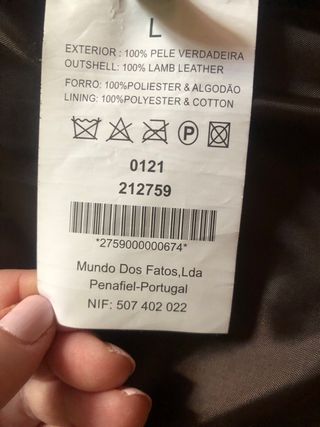 L
EXTERIOR : 100% PELE VERDADEIRA
OUTSHELL: 100% LAMB LEATHER
FORRO: 100%POLIESTER & ALGODÃO
LINING: 100%POLYESTER & COTTON
P
0121
212759
*2759000000674*
Mundo Dos Fatos,Lda
Penafiel-Portugal
NIF: 507 402 022